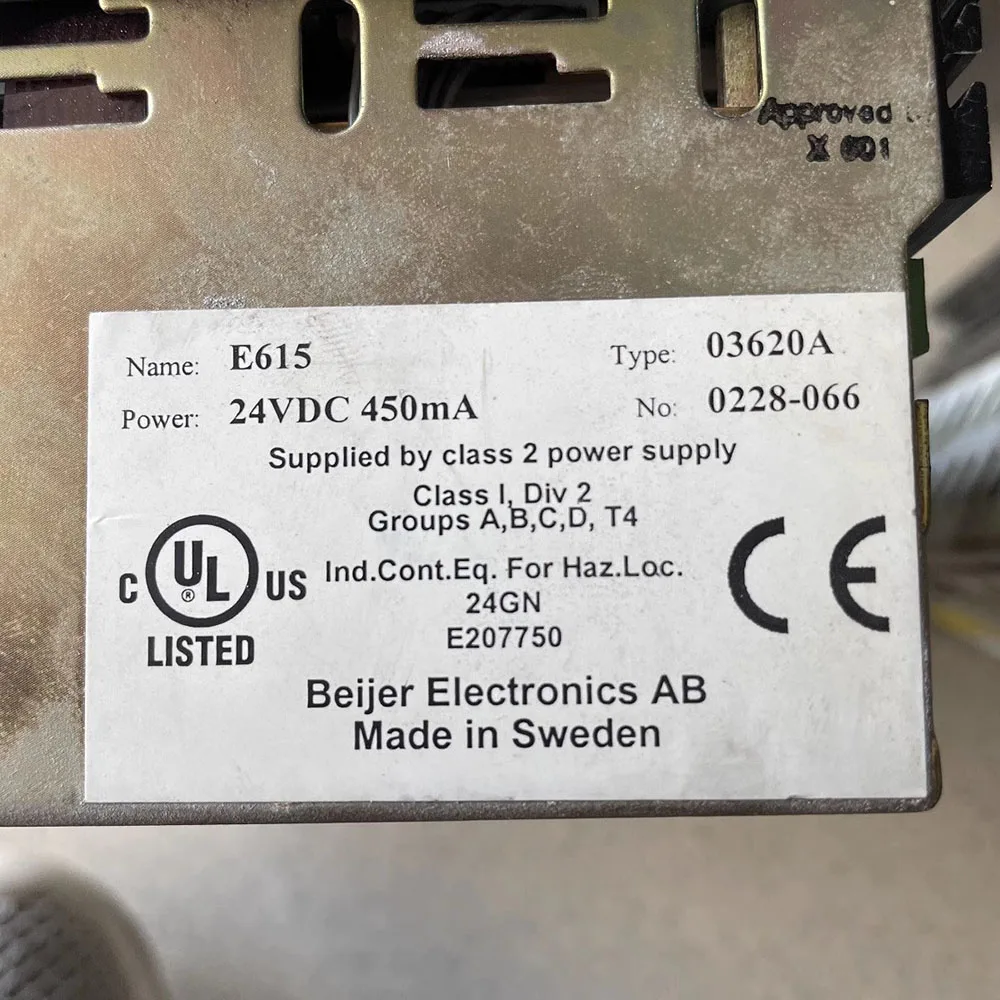 Approved
X 601
Name: E615 Type: 03620A
Power: 24VDC 450mA No: 0228-066
Supplied by class 2 power supply
Class I, Div 2
Groups A,B,C,D, T4
Ind.Cont.Eq. For Haz.Loc.
24GN
E207750
C UL ® US
LISTED
CE
Beijer Electronics AB
Made in Sweden